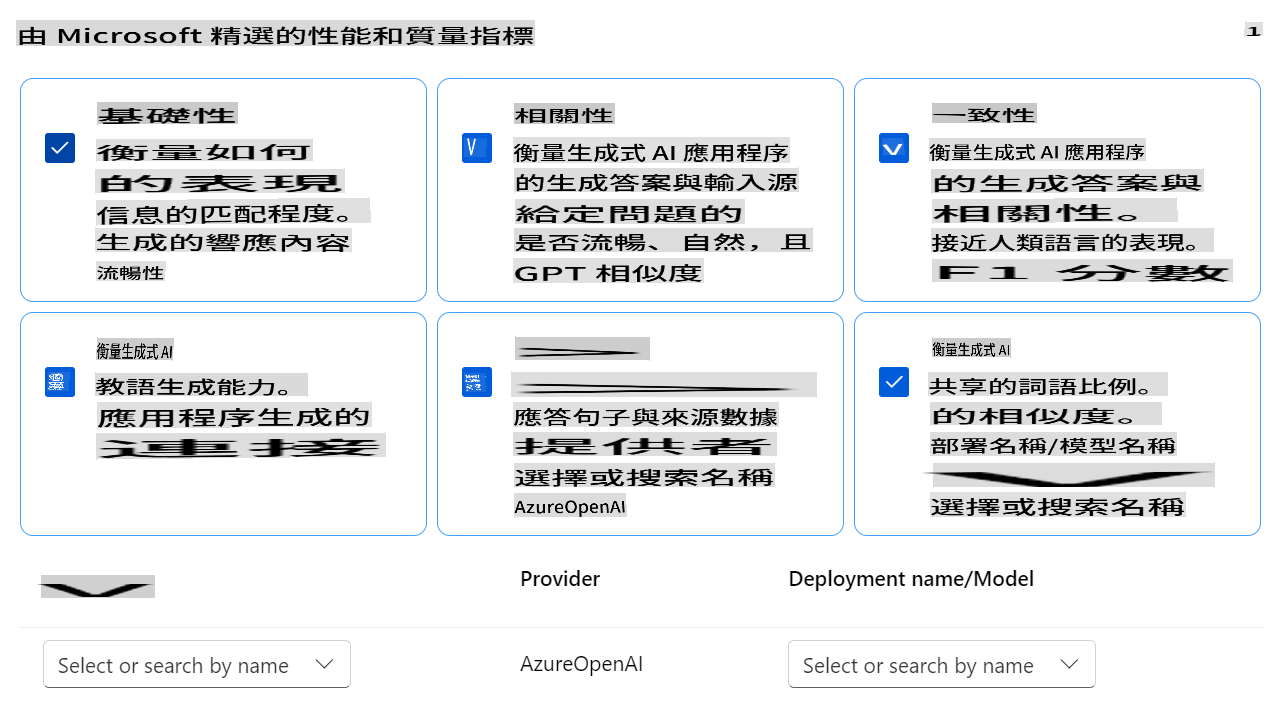 由 Microsoft 精選的性能和質量指標
1
基礎性
衡量如何
的表現
信息的匹配程度。
生成的響應內容
流暢性
相關性
衡量生成式 AI 應用程序
的生成答案與輸入源
給定問題的
是否流暢、自然，且
GPT 相似度
一致性
衡量生成式 AI 應用程序
的生成答案與
相關性。
接近人類語言的表現。
F1 分數
衡量生成式 AI
教語生成能力。
應用程序生成的
連接
應答句子與來源數據
提供者
選擇或搜索名稱
AzureOpenAI
衡量生成式 AI
共享的詞語比例。
的相似度。
部署名稱/模型名稱
選擇或搜索名稱
Provider
Deployment name/Model
Select or search by name
AzureOpenAI
Select or search by name